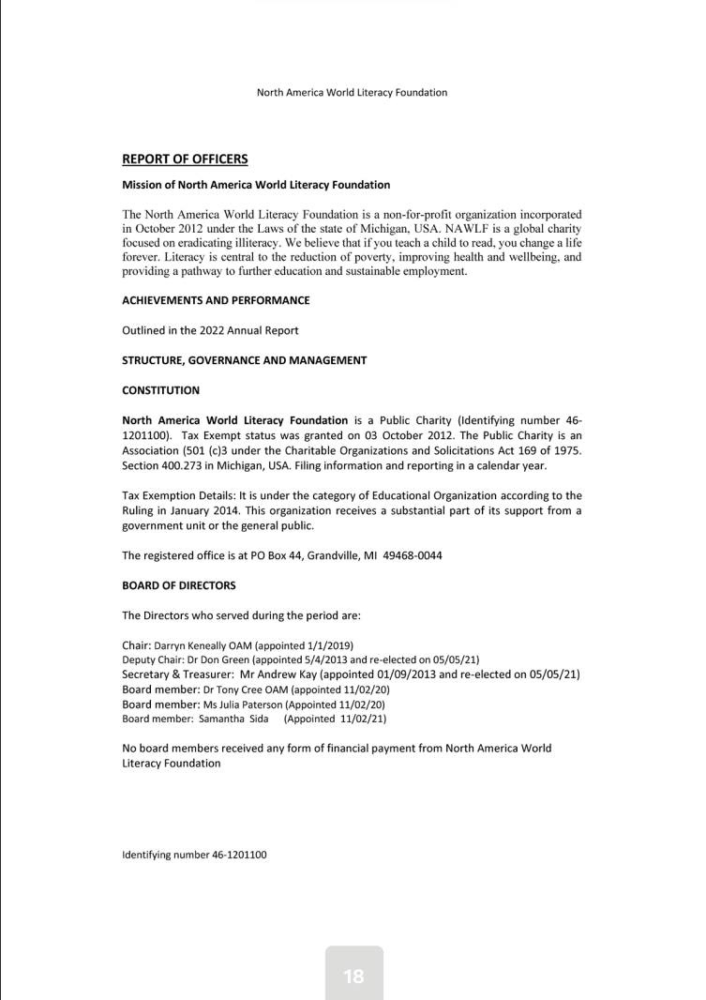 North America World Literacy Foundation
REPORT OF OFFICERS
Mission of North America World Literacy Foundation
The North America World Literacy Foundation is a non-for-profit organization incorporated
in October 2012 under the Laws of the state of Michigan, USA. NAWLF is a global charity
focused on eradicating illiteracy. We believe that if you teach a child to read, you change a life
forever. Literacy is central to the reduction of poverty, improving health and wellbeing, and
providing a pathway to further education and sustainable employment.
ACHIEVEMENTS AND PERFORMANCE
Outlined in the 2022 Annual Report
STRUCTURE, GOVERNANCE AND MANAGEMENT
CONSTITUTION
North America World Literacy Foundation is a Public Charity (Identifying number 46-
1201100). Tax Exempt status was granted on 03 October 2012. The Public Charity is an
Association (501 (c)3 under the Charitable Organizations and Solicitations Act 169 of 1975.
Section 400.273 in Michigan, USA. Filing information and reporting in a calendar year.
Tax Exemption Details: It is under the category of Educational Organization according to the
Ruling in January 2014. This organization receives a substantial part of its support from a
government unit or the general public.
The registered office is at PO Box 44, Grandville, MI 49468-0044
BOARD OF DIRECTORS
The Directors who served during the period are:
Chair: Darryn Keneally OAM (appointed 1/1/2019)
Deputy Chair: Dr Don Green (appointed 5/4/2013 and re-elected on 05/05/21)
Secretary & Treasurer: Mr Andrew Kay (appointed 01/09/2013 and re-elected on 05/05/21)
Board member: Dr Tony Cree OAM (appointed 11/02/20)
Board member: Ms Julia Paterson (Appointed 11/02/20)
Board member: Samantha Sida (Appointed 11/02/21)
No board members received any form of financial payment from North America World
Literacy Foundation
Identifying number 46-1201100
18